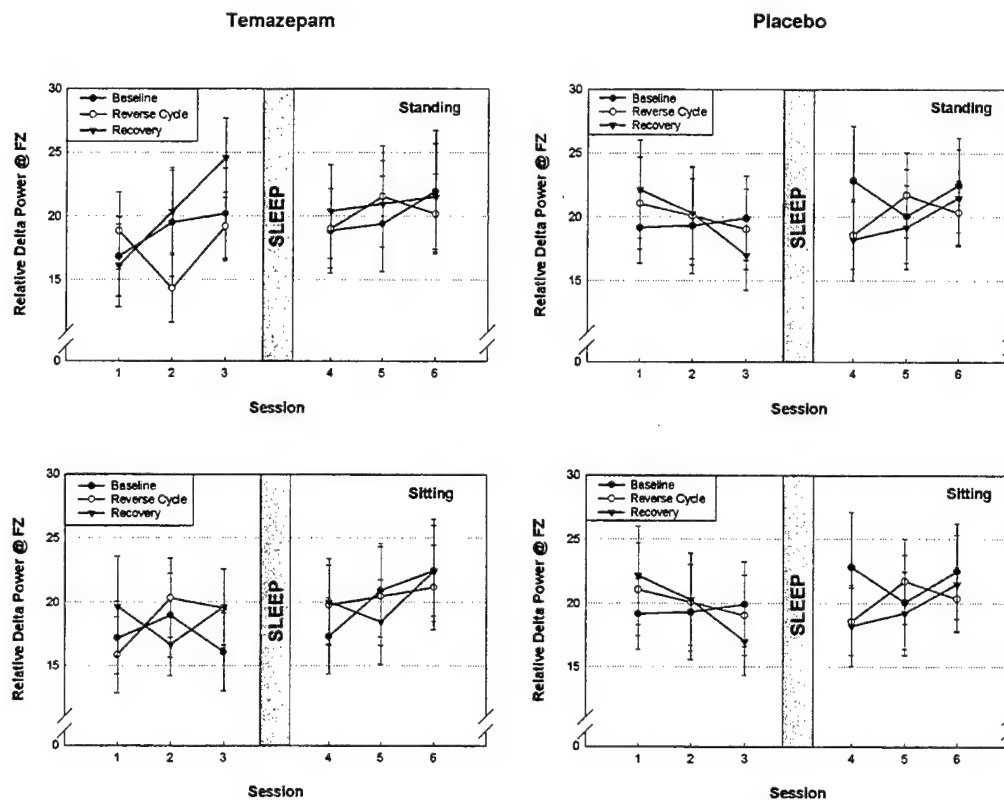 Temazepam
Placebo
30
25
20
15
0
Relative Delta Power @ FZ
Baseline
Reverse Cycle
Recovery
SLEEP
Standing
1 2 3 4 5 6
Session
30
25
20
15
0
Relative Delta Power @ FZ
Baseline
Reverse Cycle
Recovery
SLEEP
Standing
1 2 3 4 5 6
Session
30
25
20
15
0
Relative Delta Power @ FZ
Baseline
Reverse Cycle
Recovery
SLEEP
Sitting
1 2 3 4 5 6
Session
30
25
20
15
0
Relative Delta Power @ FZ
Baseline
Reverse Cycle
Recovery
SLEEP
Sitting
1 2 3 4 5 6
Session